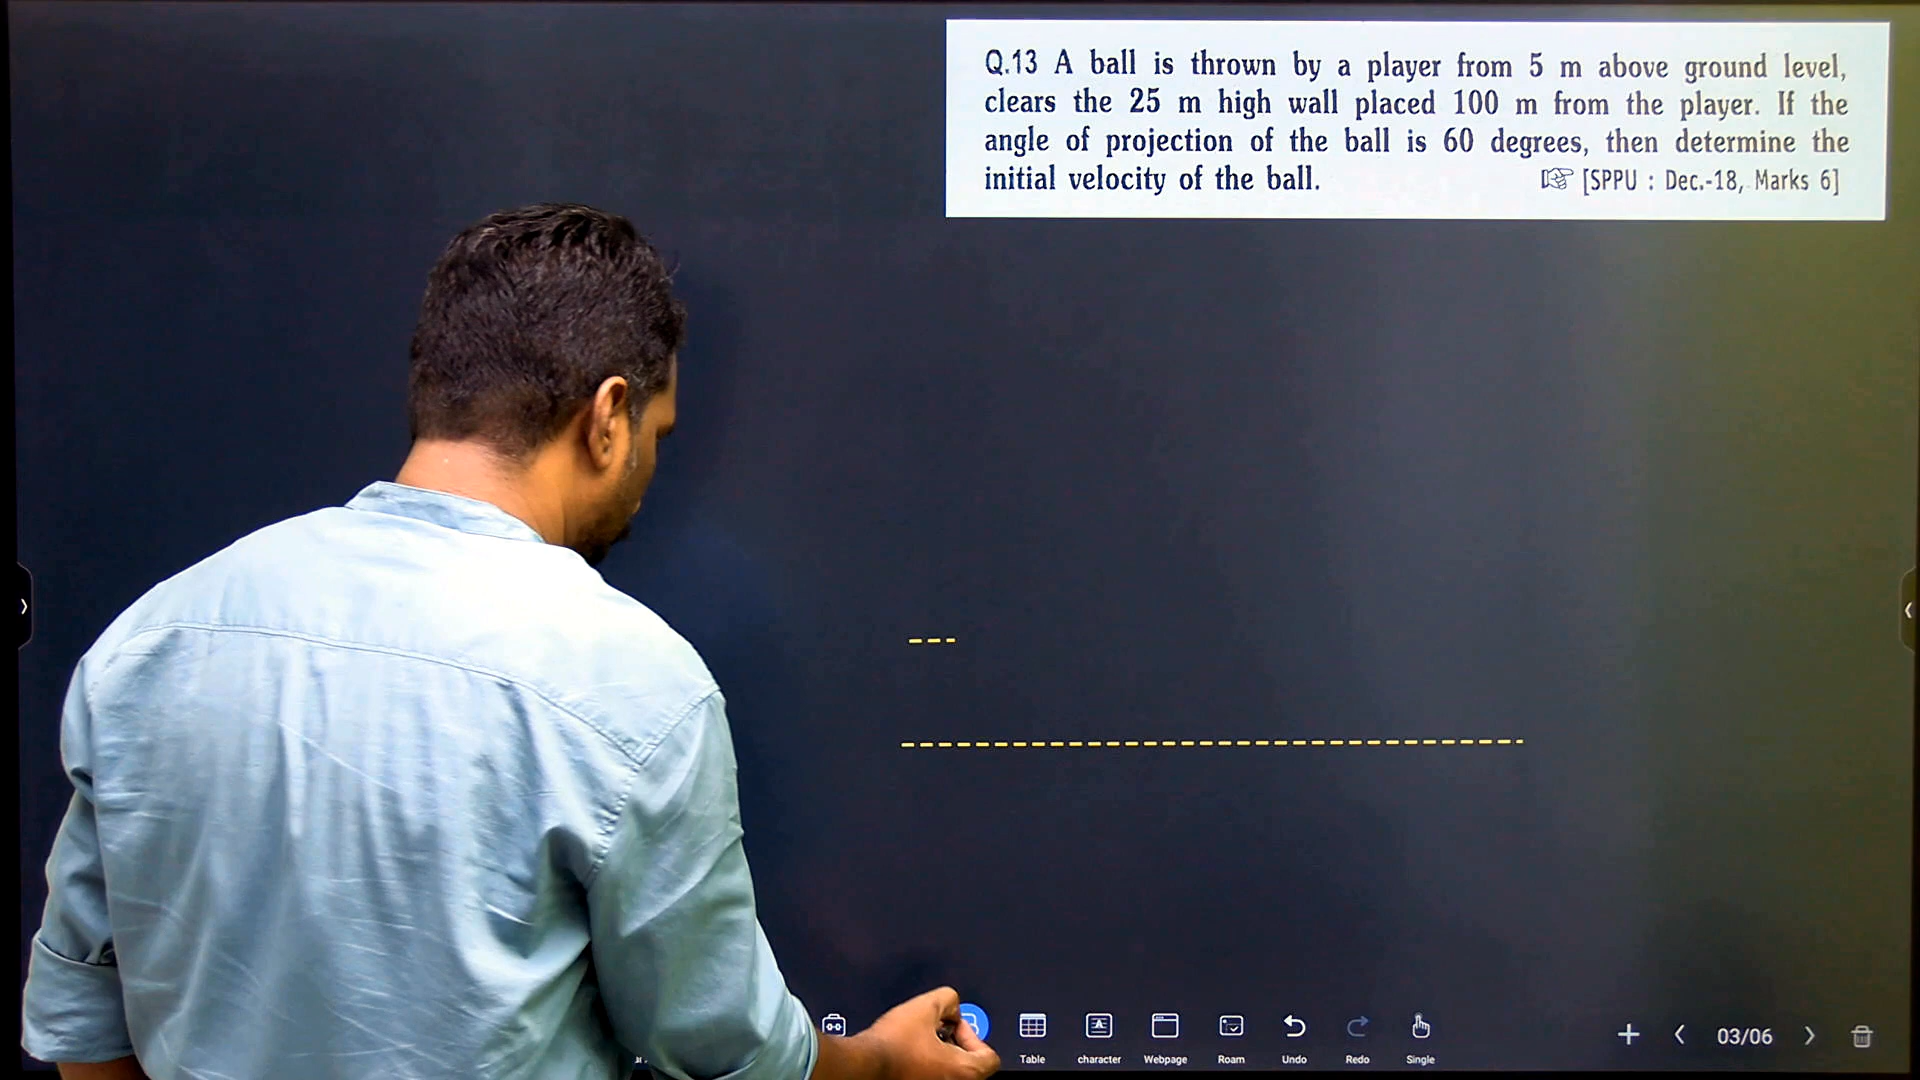 Q.13 A ball is thrown by a player from 5 m above ground level,
clears the 25 m high wall placed 100 m from the player. If the
angle of projection of the ball is 60 degrees, then determine the
initial velocity of the ball. [SPPU : Dec.-18, Marks 6]
Table character Webpage Roam Undo Redo Single
03/06